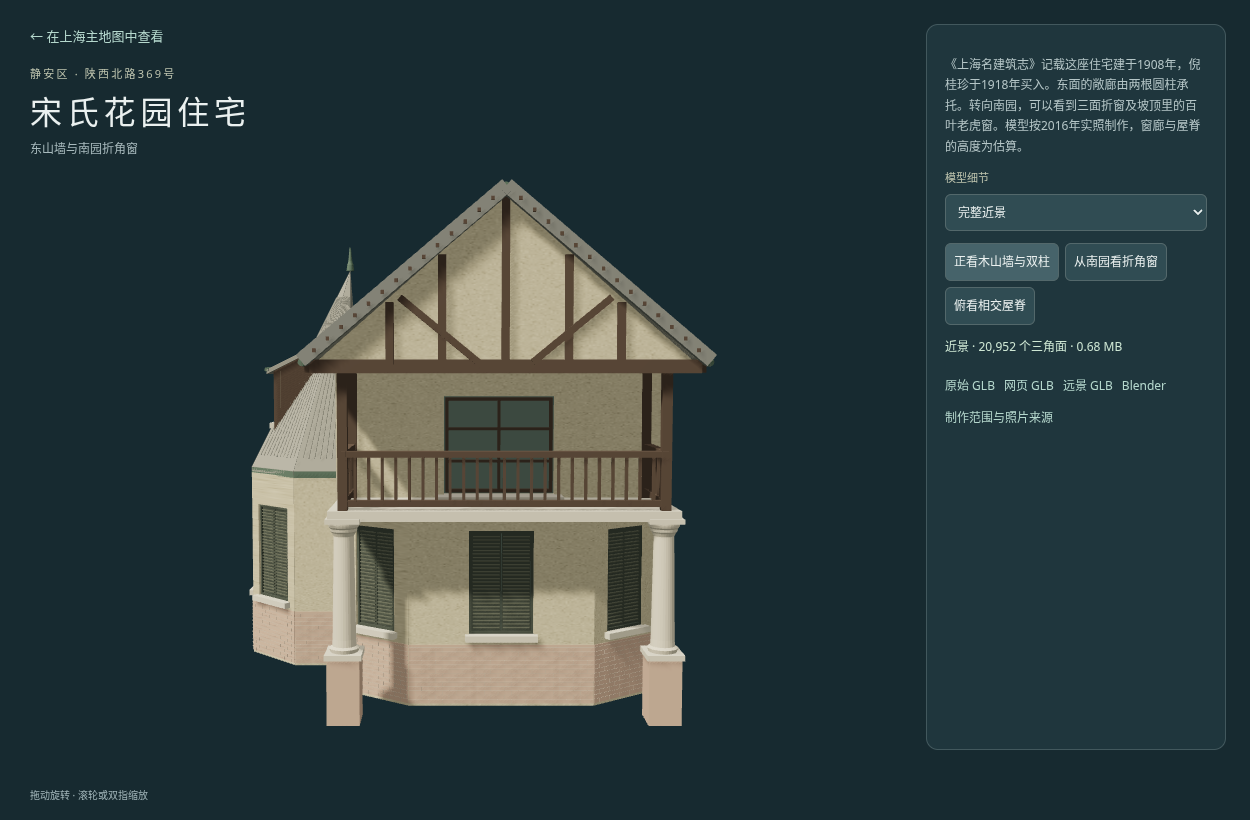 ← 在上海主地图中查看
静安区 · 陕西北路369号
宋氏花园住宅
东山墙与南园折角窗
《上海名建筑志》记载这座住宅建于1908年，倪
桂珍于1918年买入。东面的敞廊由两根圆柱承
托。转向南园，可以看到三面折窗及坡顶里的百
叶老虎窗。模型按2016年实照制作，窗廊与屋脊
的高度为估算。
模型细节
完整近景
正看木山墙与双柱 从南园看折角窗
俯看相交屋脊
近景 · 20,952 个三角面 · 0.68 MB
原始 GLB 网页 GLB 远景 GLB Blender
制作范围与照片来源
拖动旋转 · 滚轮或双指缩放